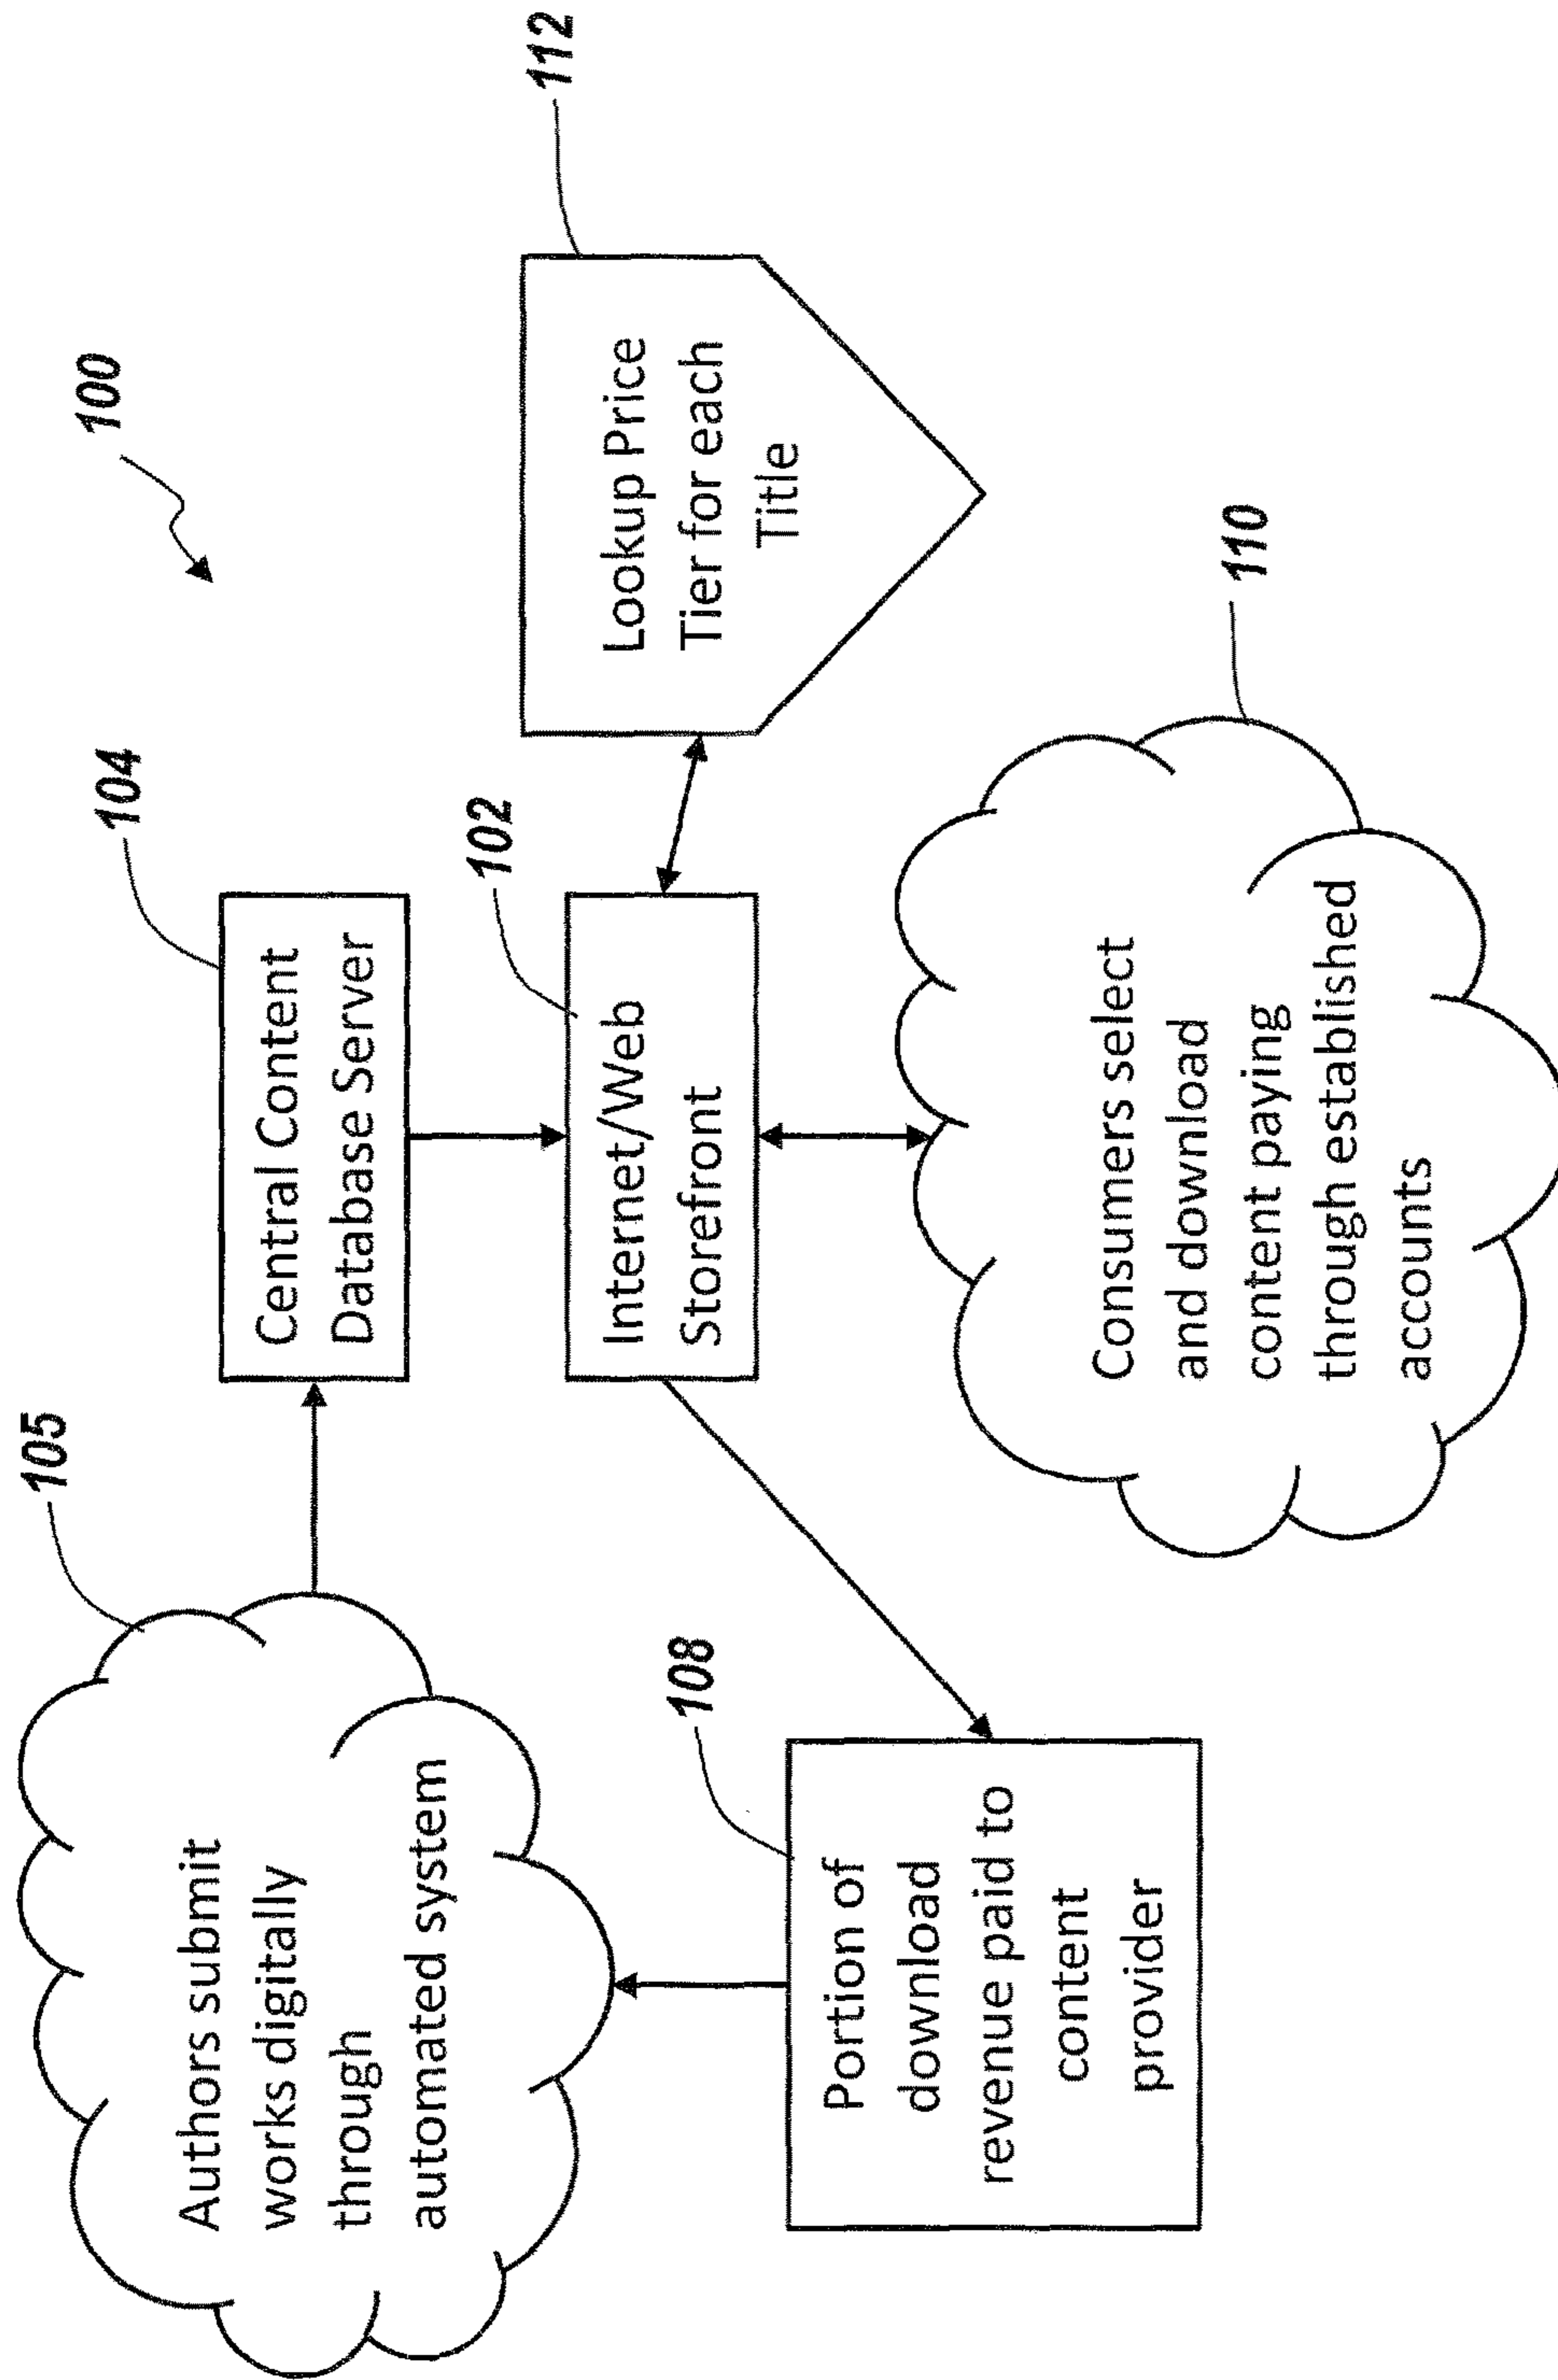 100
105
Authors submit
works digitally
through
automated system
104
Central Content
Database Server
102
Internet/Web
Storefront
112
Lookup Price
Tier for each
Title
108
Portion of
download
revenue paid to
content
provider
110
Consumers select
and download
content paying
through established
accounts